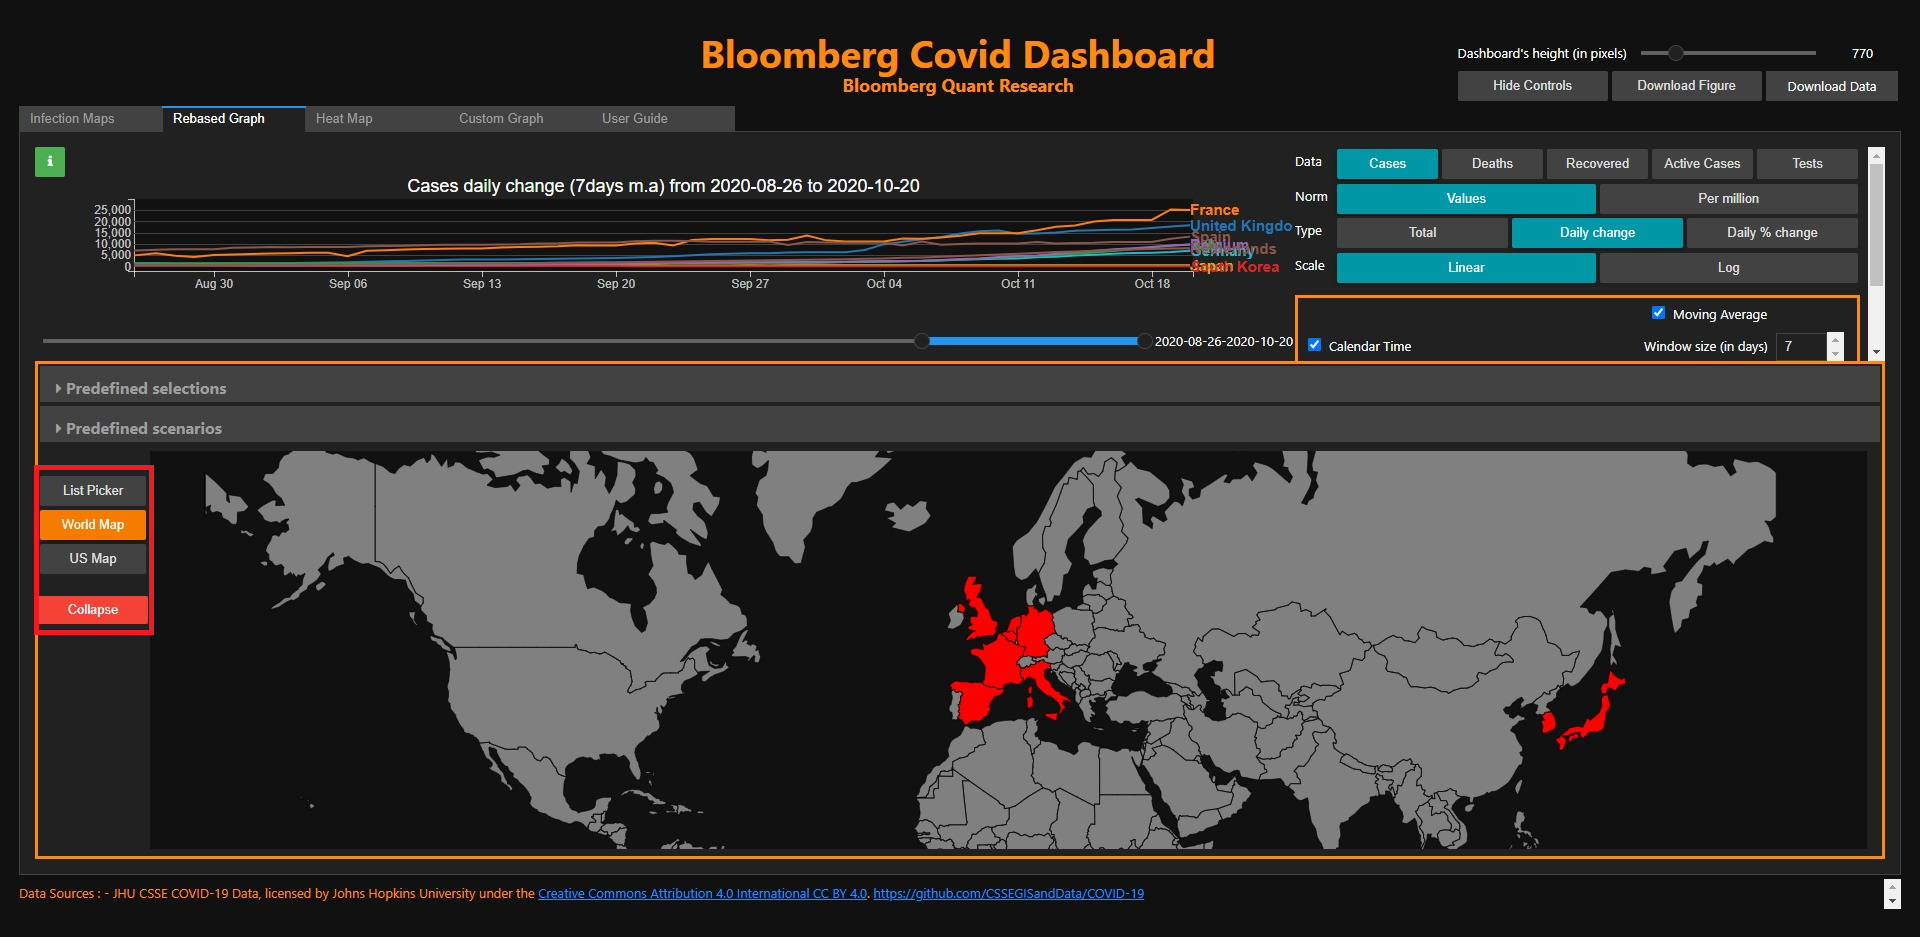 Bloomberg Covid Dashboard
Bloomberg Quant Research
Dashboard's height (in pixels) 770
Hide Controls Download Figure Download Data
Infection Maps Rebased Graph Heat Map Custom Graph User Guide
i
Cases daily change (7days m.a) from 2020-08-26 to 2020-10-20
25,000
20,000
15,000
10,000
5,000
0
France
United Kingdo
Spain
Belgium
Germany
Japan
South Korea
Aug 30 Sep 06 Sep 13 Sep 20 Sep 27 Oct 04 Oct 11 Oct 18
2020-08-26-2020-10-20
Data Cases Deaths Recovered Active Cases Tests
Norm Values Per million
Type Total Daily change Daily % change
Scale Linear Log
Moving Average
Calendar Time Window size (in days) 7
Predefined selections
Predefined scenarios
List Picker
World Map
US Map
Collapse
Data Sources : - JHU CSSE COVID-19 Data, licensed by Johns Hopkins University under the Creative Commons Attribution 4.0 International CC BY 4.0. https://github.com/CSSEGISandData/COVID-19